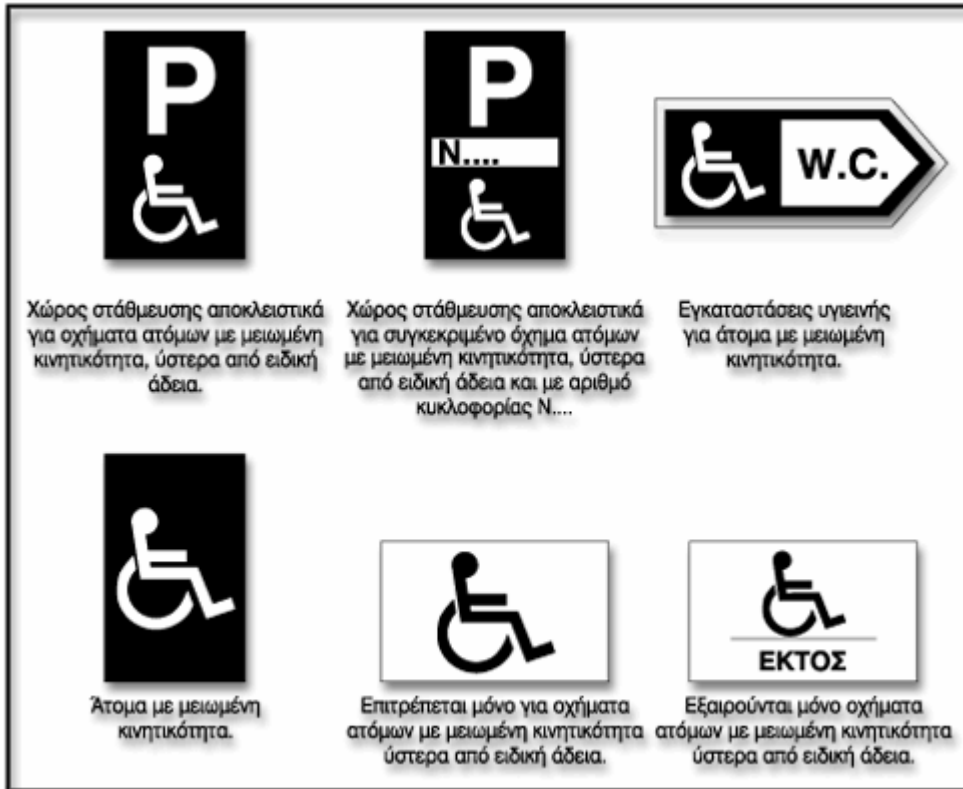 P
P
N....
W.C.
Χώρος στάθμευσης αποκλειστικά
για οχήματα ατόμων με μειωμένη
κινητικότητα, ύστερα από ειδική
άδεια.
Χώρος στάθμευσης αποκλειστικά
για συγκεκριμένο όχημα ατόμων
με μειωμένη κινητικότητα, ύστερα
από ειδική άδεια και με αριθμό
κυκλοφορίας Ν....
Εγκαταστάσεις υγιεινής
για άτομα με μειωμένη
κινητικότητα.
ΕΚΤΟΣ
Άτομα με μειωμένη
κινητικότητα.
Επιτρέπεται μόνο για οχήματα
ατόμων με μειωμένη κινητικότητα
ύστερα από ειδική άδεια.
Εξαιρούνται μόνο οχήματα
ατόμων με μειωμένη κινητικότητα
ύστερα από ειδική άδεια.